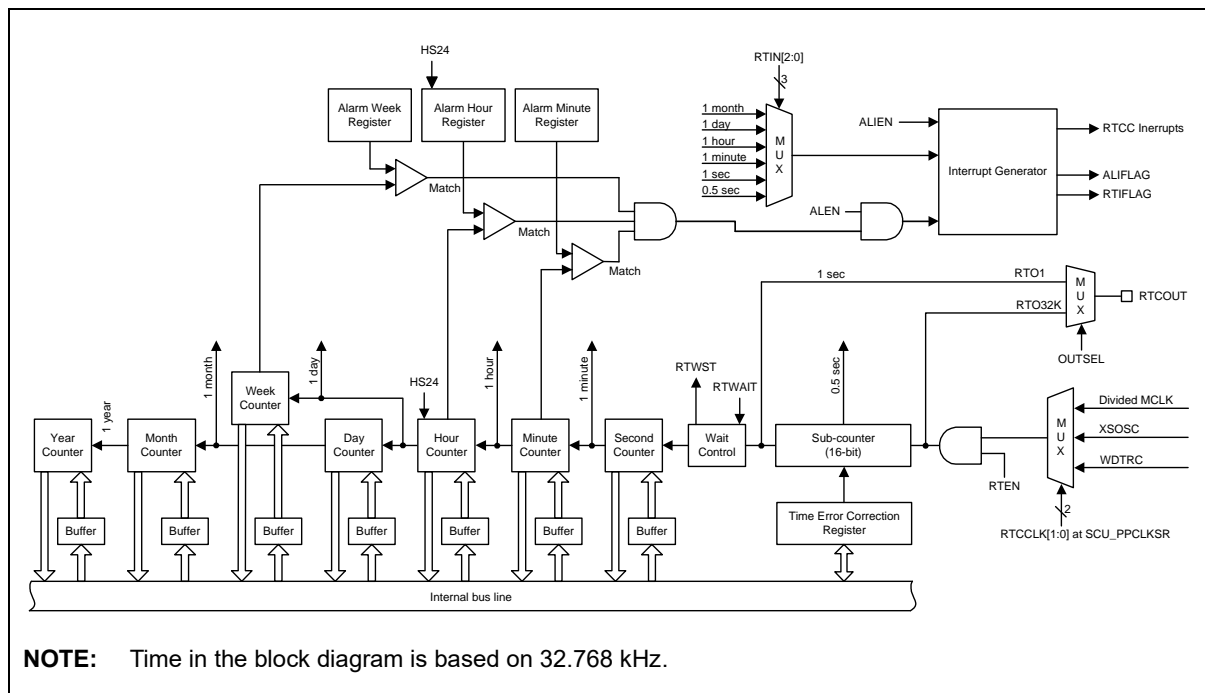 HS24
RTIN[2:0]
3
Alarm Week
Register
Alarm Hour
Register
Alarm Minute
Register
1 month
1 day
1 hour
1 minute
1 sec
0.5 sec
M
U
X
ALIEN
Interrupt Generator
RTCC Inerrupts
ALIFLAG
RTIFLAG
Match
Match
Match
ALEN
1 sec
RTO1
RTO32K
M
U
X
RTCOUT
OUTSEL
1 month
1 day
1 hour
1 minute
0.5 sec
RTWST
RTWAIT
HS24
1 year
Week
Counter
Year
Counter
Month
Counter
Day
Counter
Hour
Counter
Minute
Counter
Second
Counter
Wait
Control
Sub-counter
(16-bit)
RTEN
M
U
X
Divided MCLK
XSOSC
WDTRC
2
RTCCLK[1:0] at SCU_PPCLKSR
Time Error Correction
Register
Buffer
Buffer
Buffer
Buffer
Buffer
Buffer
Buffer
Internal bus line
NOTE: Time in the block diagram is based on 32.768 kHz.